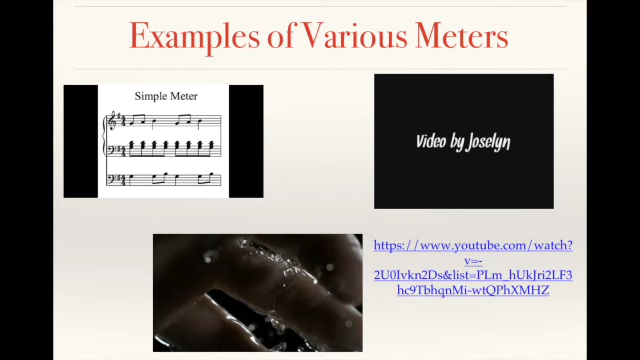 Examples of Various Meters
Simple Meter
Video by Joselyn
https://www.youtube.com/watch?
v=-
2U0Ivkn2Ds&list=PLm_hUkJri2LF3
hc9TbhqnMi-wtQPhXMHZ